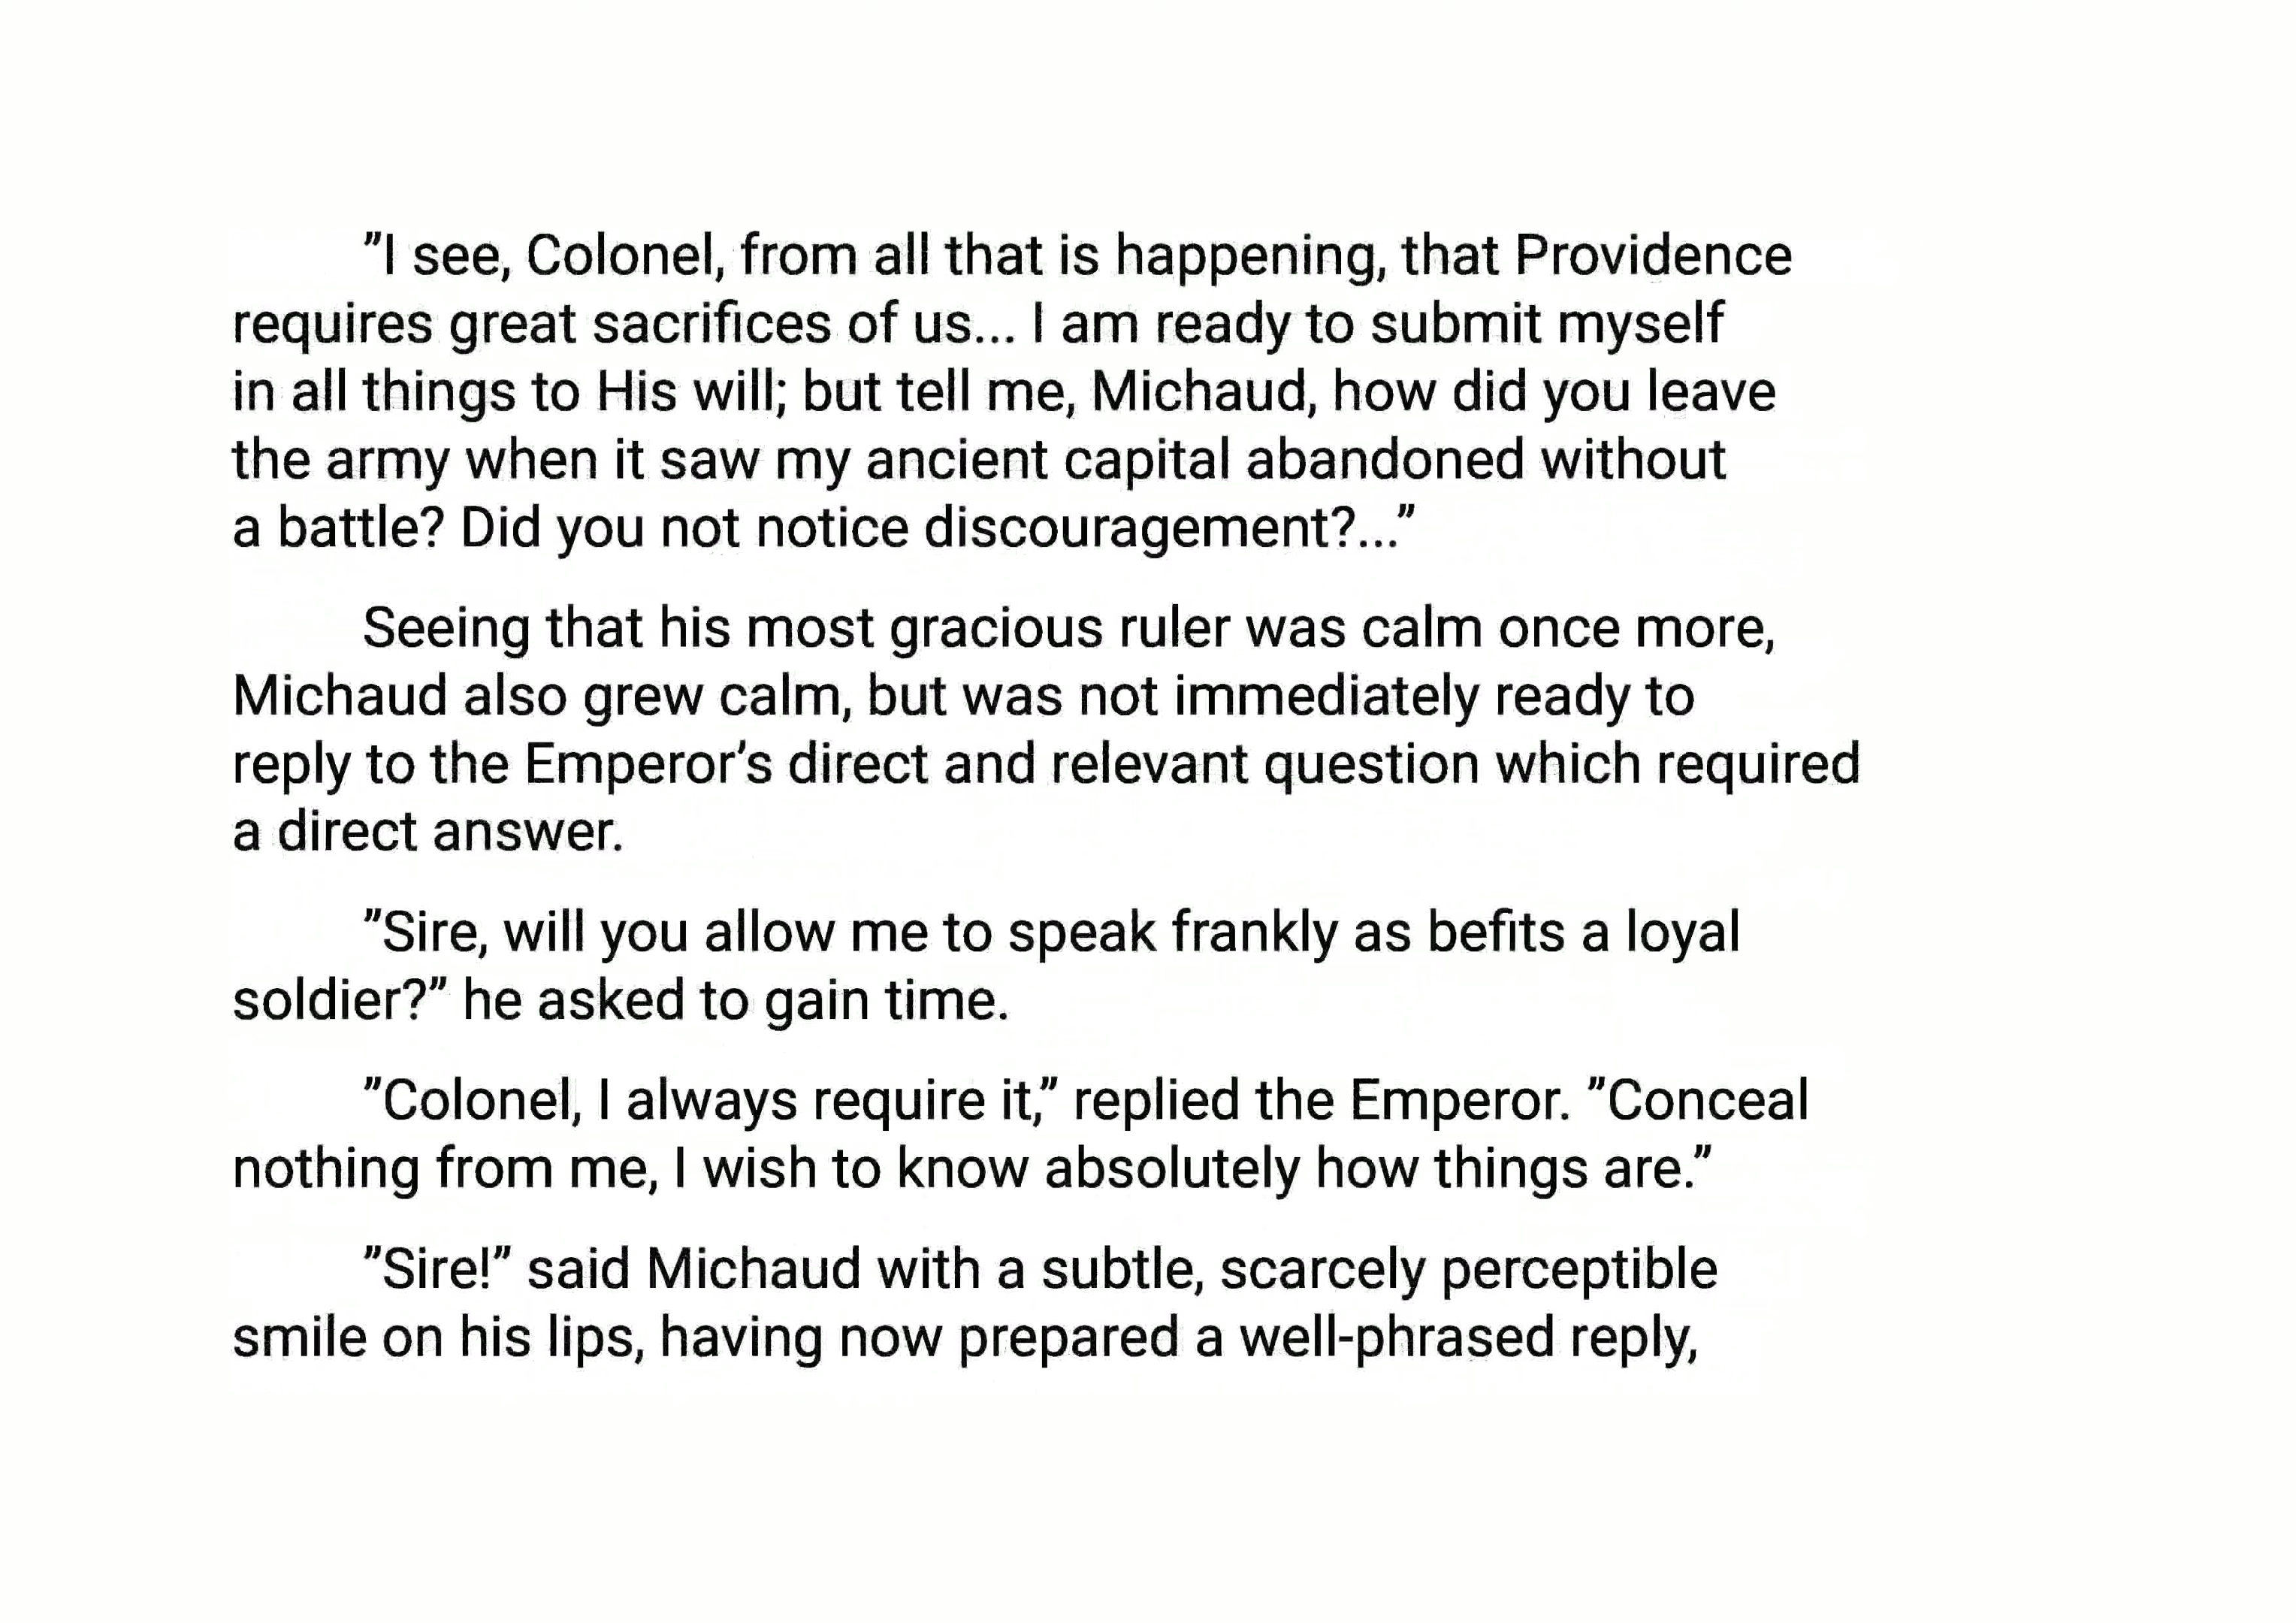 ”I see, Colonel, from all that is happening, that Providence
requires great sacrifices of us... I am ready to submit myself
in all things to His will; but tell me, Michaud, how did you leave
the army when it saw my ancient capital abandoned without
a battle? Did you not notice discouragement?...”
Seeing that his most gracious ruler was calm once more,
Michaud also grew calm, but was not immediately ready to
reply to the Emperor’s direct and relevant question which required
a direct answer.
”Sire, will you allow me to speak frankly as befits a loyal
soldier?” he asked to gain time.
”Colonel, I always require it,” replied the Emperor. ”Conceal
nothing from me, I wish to know absolutely how things are.”
”Sire!” said Michaud with a subtle, scarcely perceptible
smile on his lips, having now prepared a well-phrased reply,